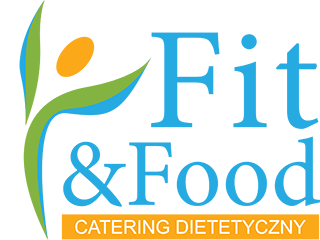 Fit
&Food
CATERING DIETETYCZNY